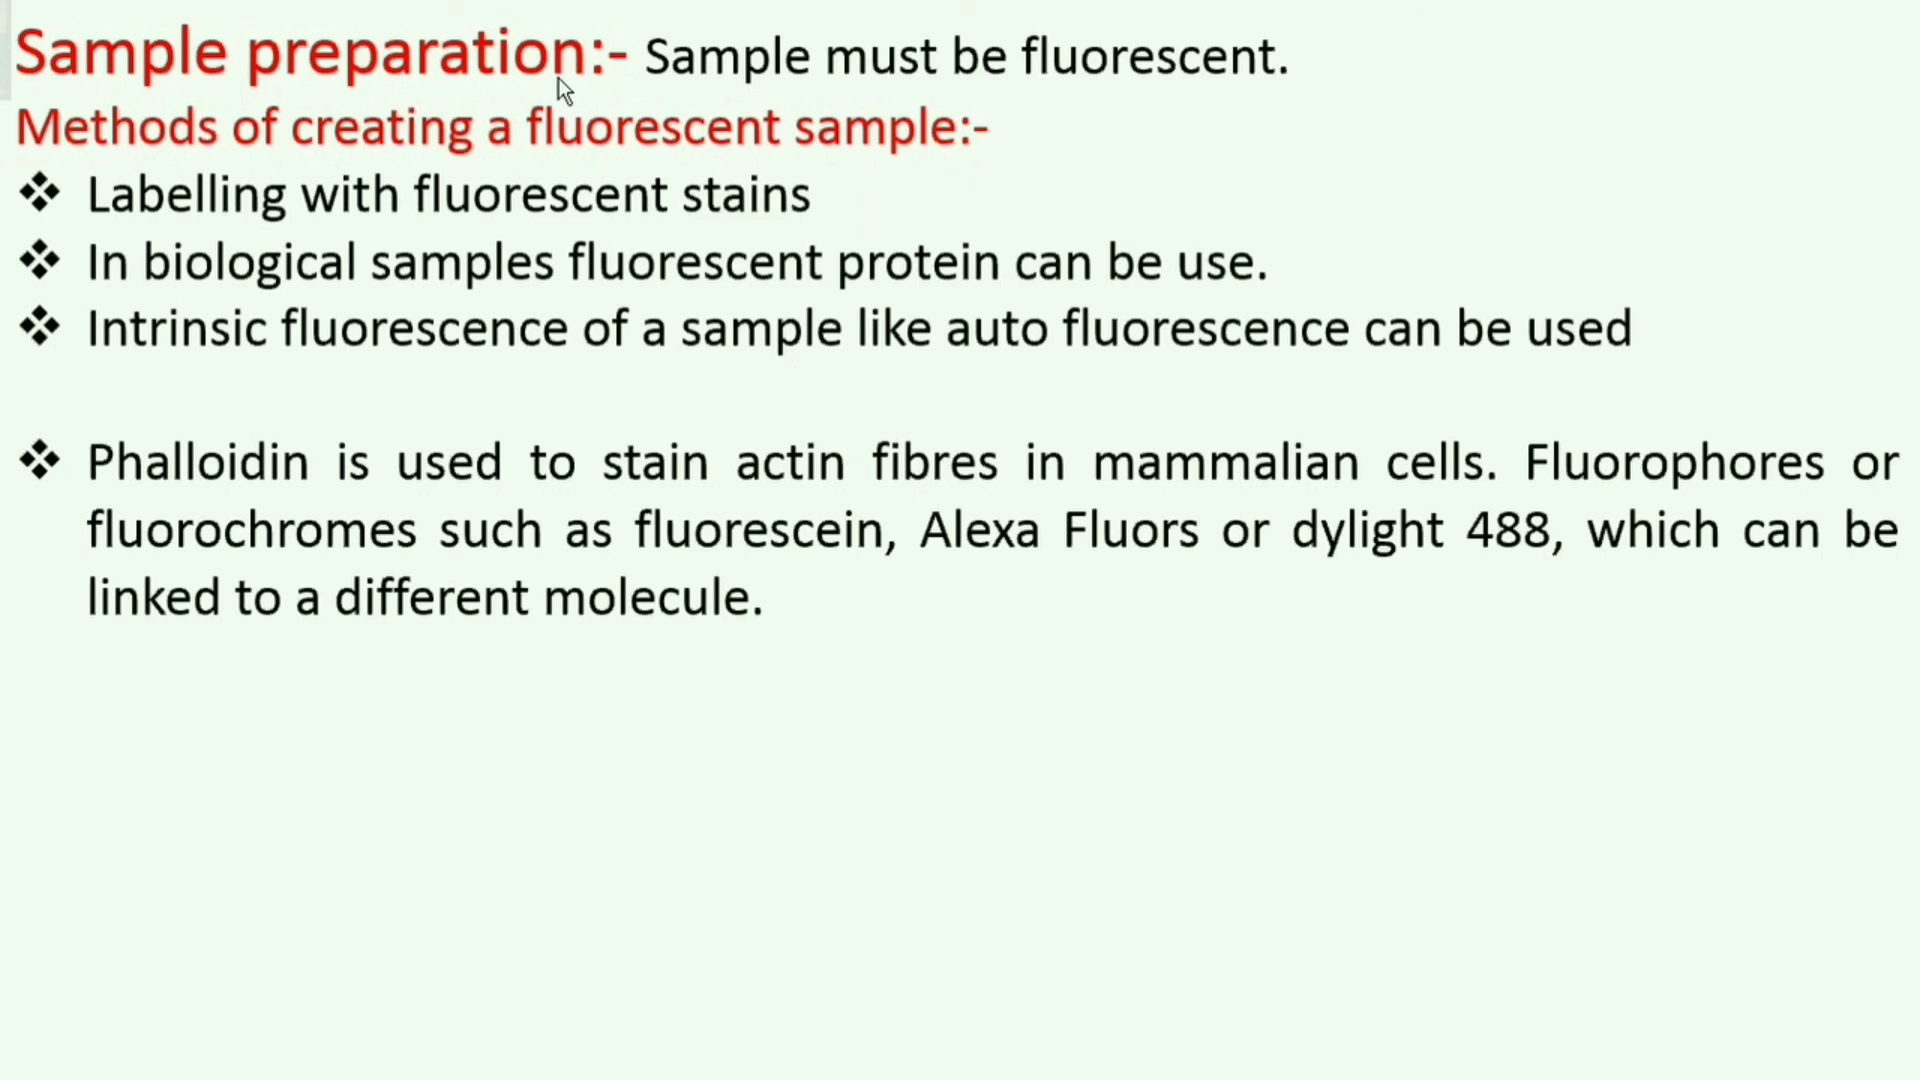 Sample preparation:- Sample must be fluorescent.
Methods of creating a fluorescent sample:-
❖ Labelling with fluorescent stains
❖ In biological samples fluorescent protein can be use.
❖ Intrinsic fluorescence of a sample like auto fluorescence can be used
❖ Phalloidin is used to stain actin fibres in mammalian cells. Fluorophores or
fluorochromes such as fluorescein, Alexa Fluors or dylight 488, which can be
linked to a different molecule.